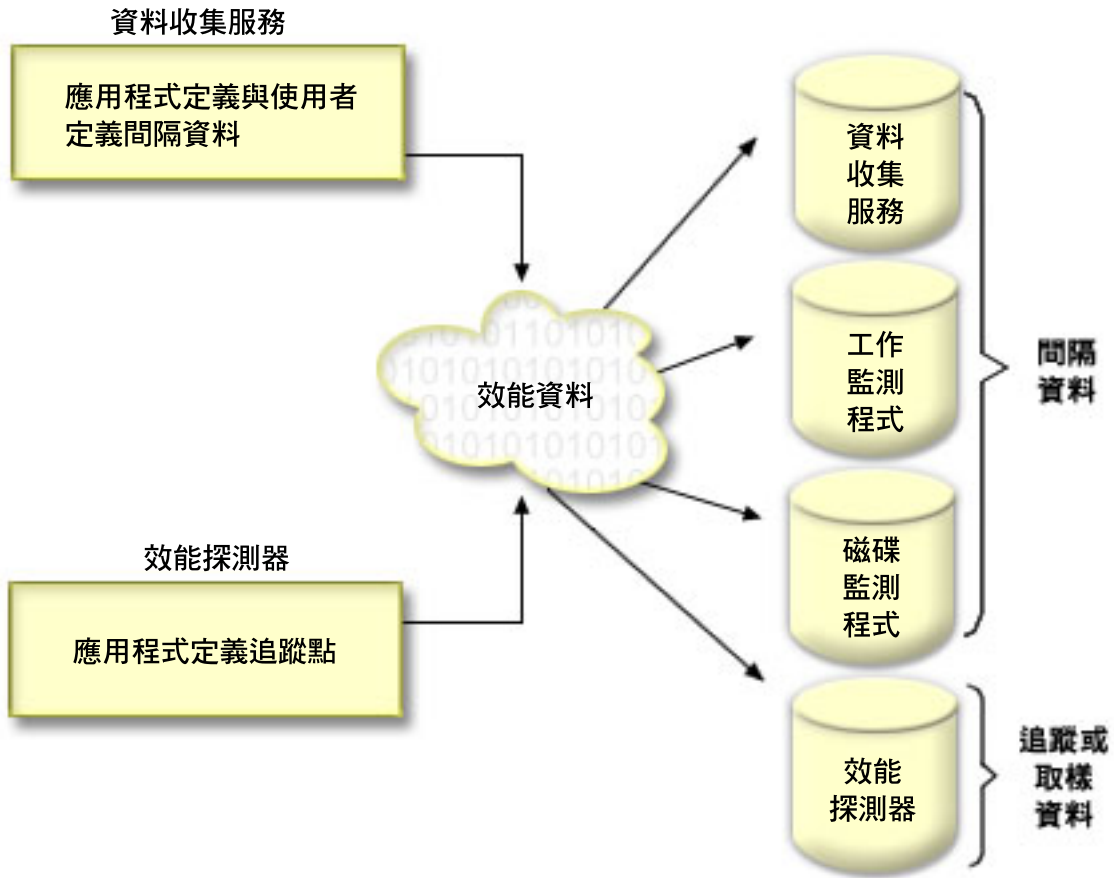 資料收集服務
應用程式定義與使用者
定義間隔資料
效能資料
效能探測器
應用程式定義追蹤點
資料
收集
服務
工作
監測
程式
磁碟
監測
程式
效能
探測器
間隔
資料
追蹤或
取樣
資料